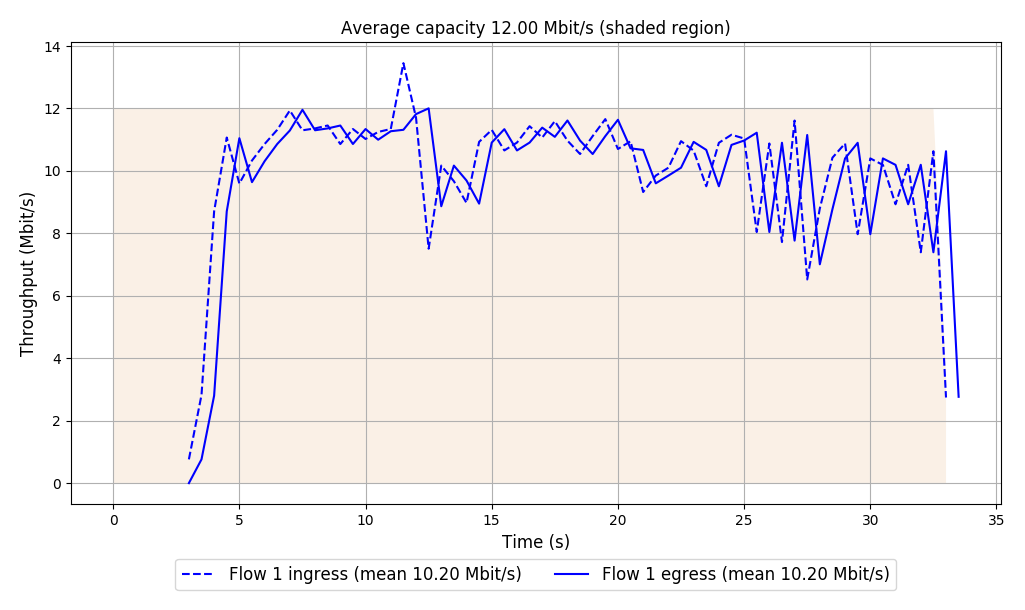 Average capacity 12.00 Mbit/s (shaded region)
Throughput (Mbit/s)
14
12
10
8
6
4
2
0
0 5 10 15 20 25 30 35
Time (s)
Flow 1 ingress (mean 10.20 Mbit/s) Flow 1 egress (mean 10.20 Mbit/s)